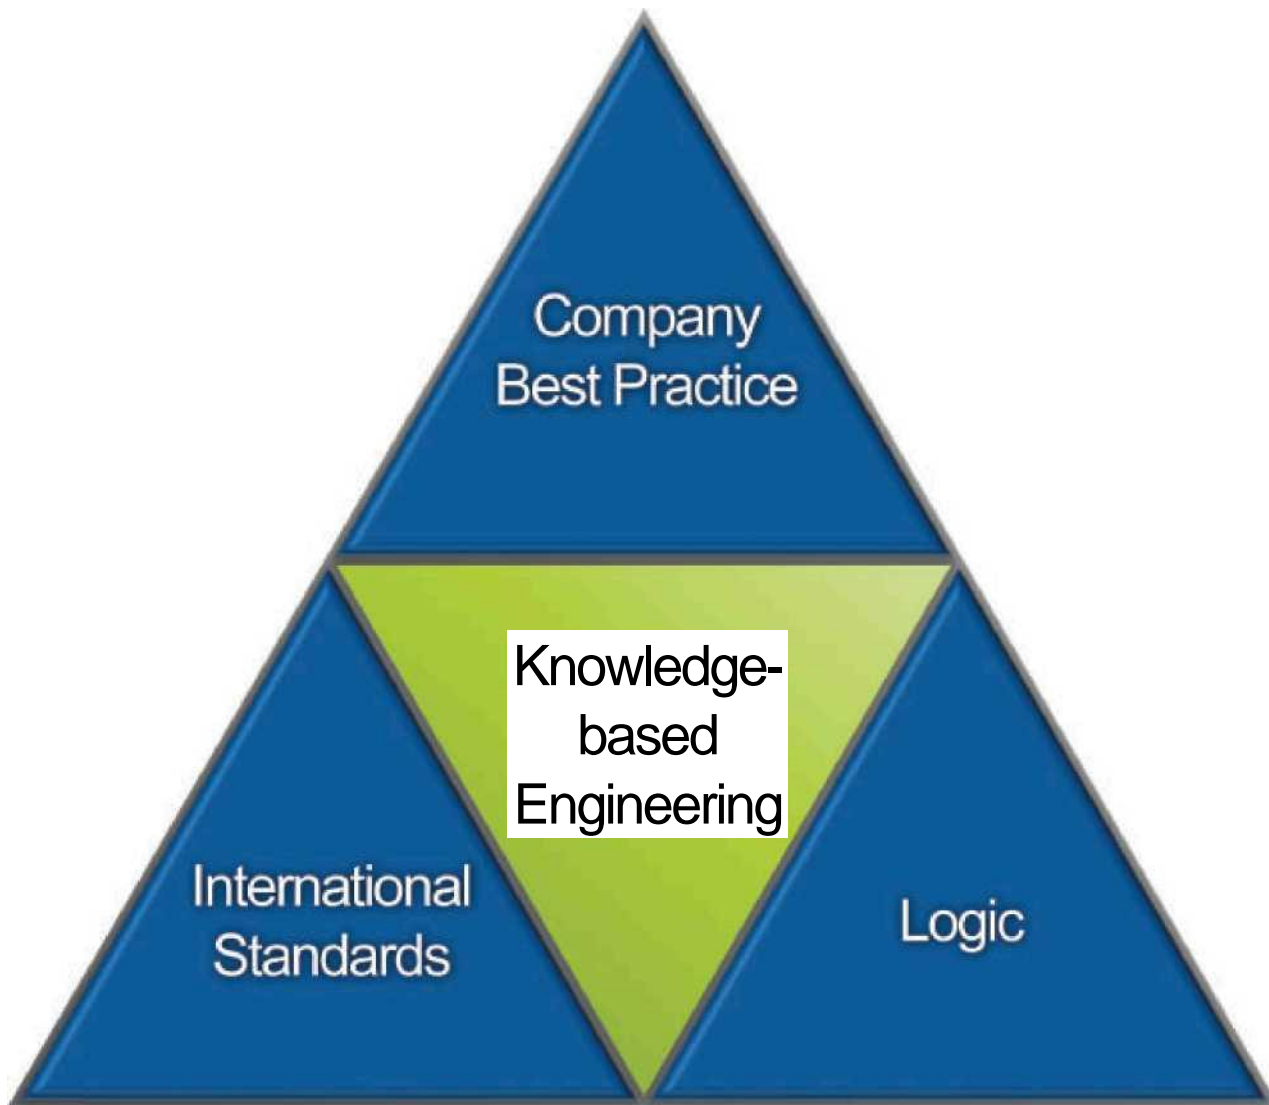 Company
Best Practice
Knowledge-
based
Engineering
International
Standards
Logic